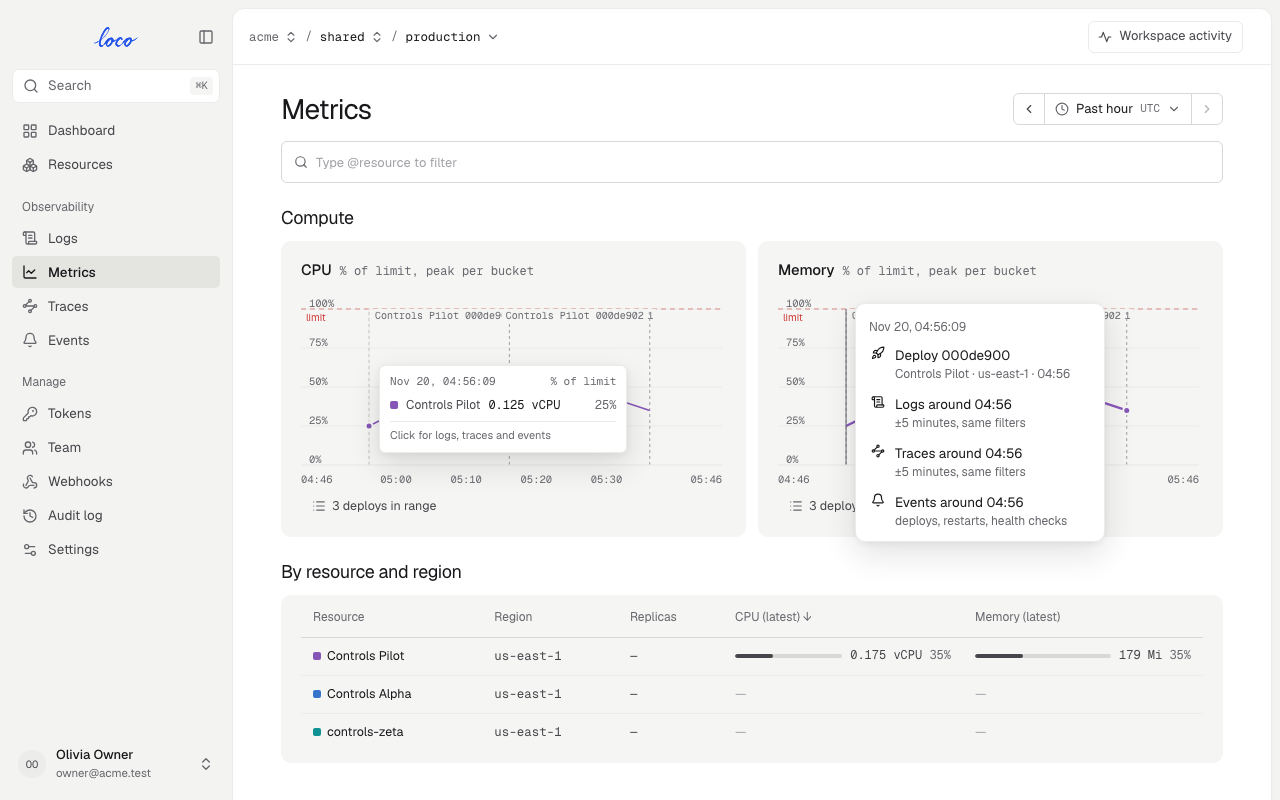 loco
acme / shared / production
Workspace activity
Search ⌘K
Dashboard
Resources
Observability
Logs
Metrics
Traces
Events
Manage
Tokens
Team
Webhooks
Audit log
Settings
OO
Olivia Owner
owner@acme.test
Metrics
Past hour UTC
Type @resource to filter
Compute
CPU % of limit, peak per bucket
100%
limit
Controls Pilot 000de9 Controls Pilot 000de902 1
75%
50%
25%
0%
Nov 20, 04:56:09 % of limit
Controls Pilot 0.125 vCPU 25%
Click for logs, traces and events
04:46 05:00 05:10 05:20 05:30 05:46
3 deploys in range
Memory % of limit, peak per bucket
100%
limit
902 1
75%
50%
25%
0%
04:46 05:46
3 deploy
Nov 20, 04:56:09
Deploy 000de900
Controls Pilot · us-east-1 · 04:56
Logs around 04:56
±5 minutes, same filters
Traces around 04:56
±5 minutes, same filters
Events around 04:56
deploys, restarts, health checks
By resource and region
Resource Region Replicas CPU (latest) ↓ Memory (latest)
Controls Pilot us-east-1 — 0.175 vCPU 35% 179 Mi 35%
Controls Alpha us-east-1 — — —
controls-zeta us-east-1 — — —